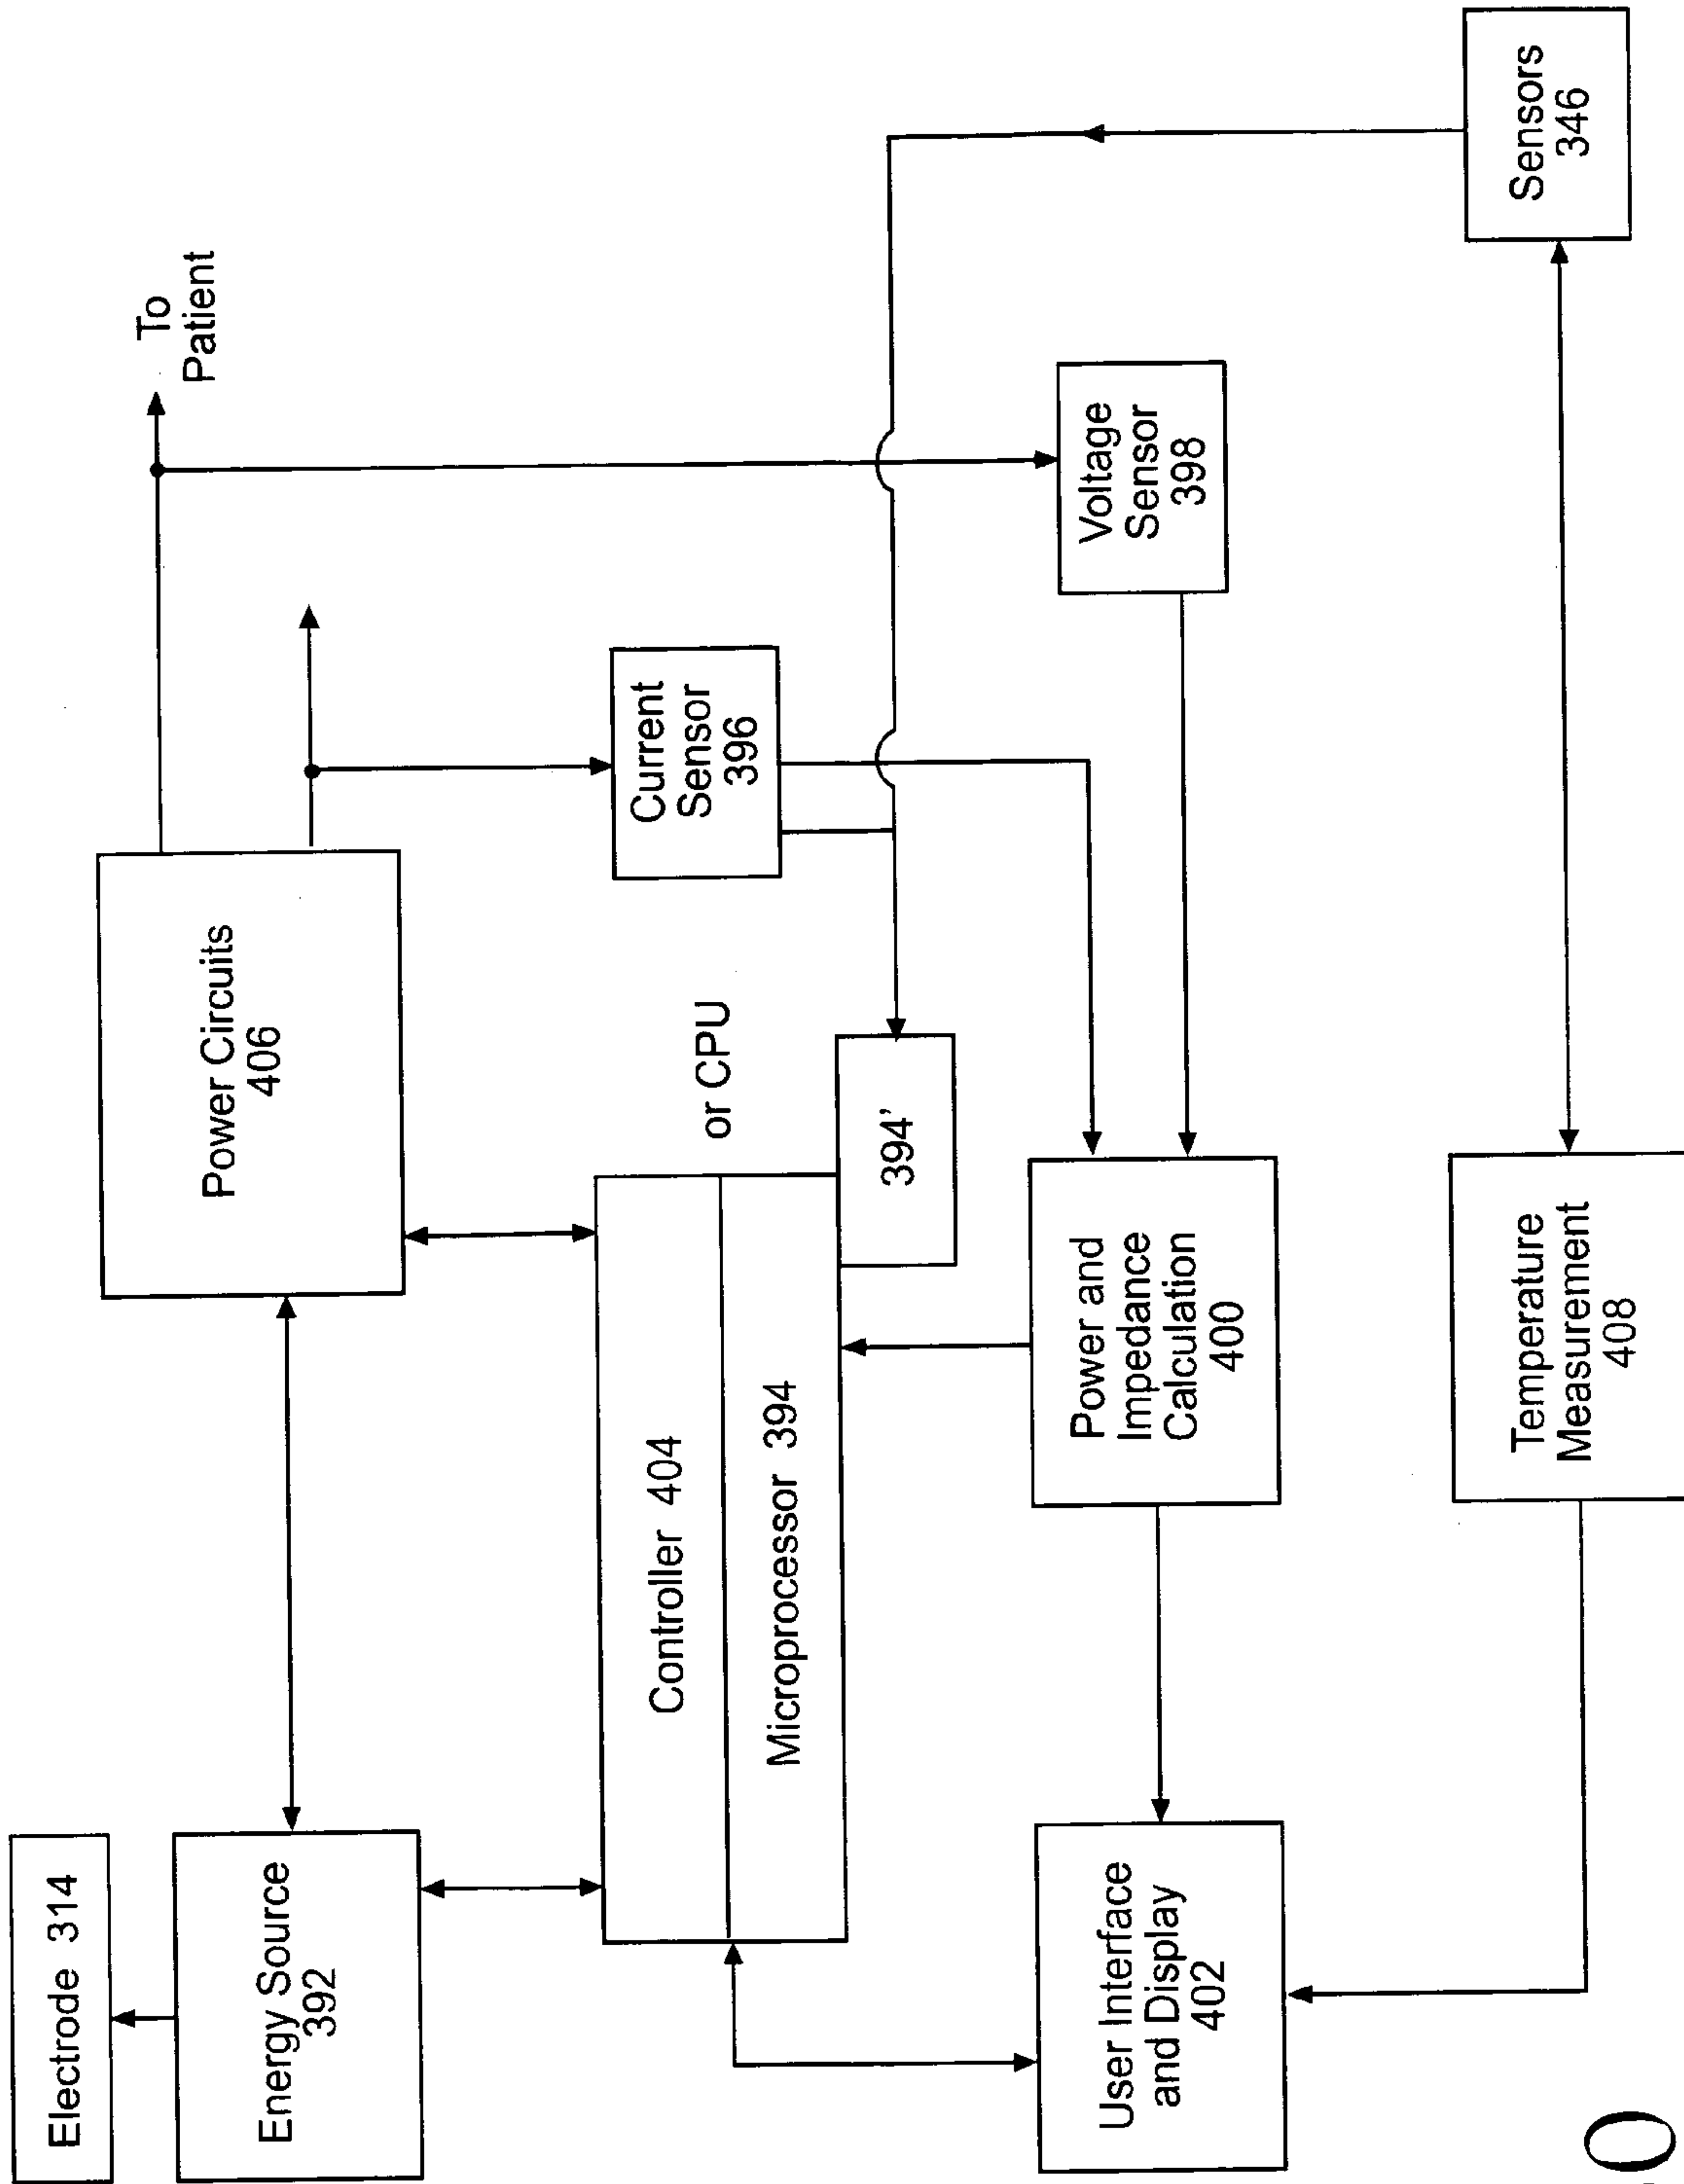 Electrode 314
Energy Source
392
Power Circuits
406
To
Patient
Controller 404
Microprocessor 394
or CPU
394'
Current
Sensor
396
Voltage
Sensor
398
User Interface
and Display
402
Power and
Impedance
Calculation
400
Temperature
Measurement
408
Sensors
346